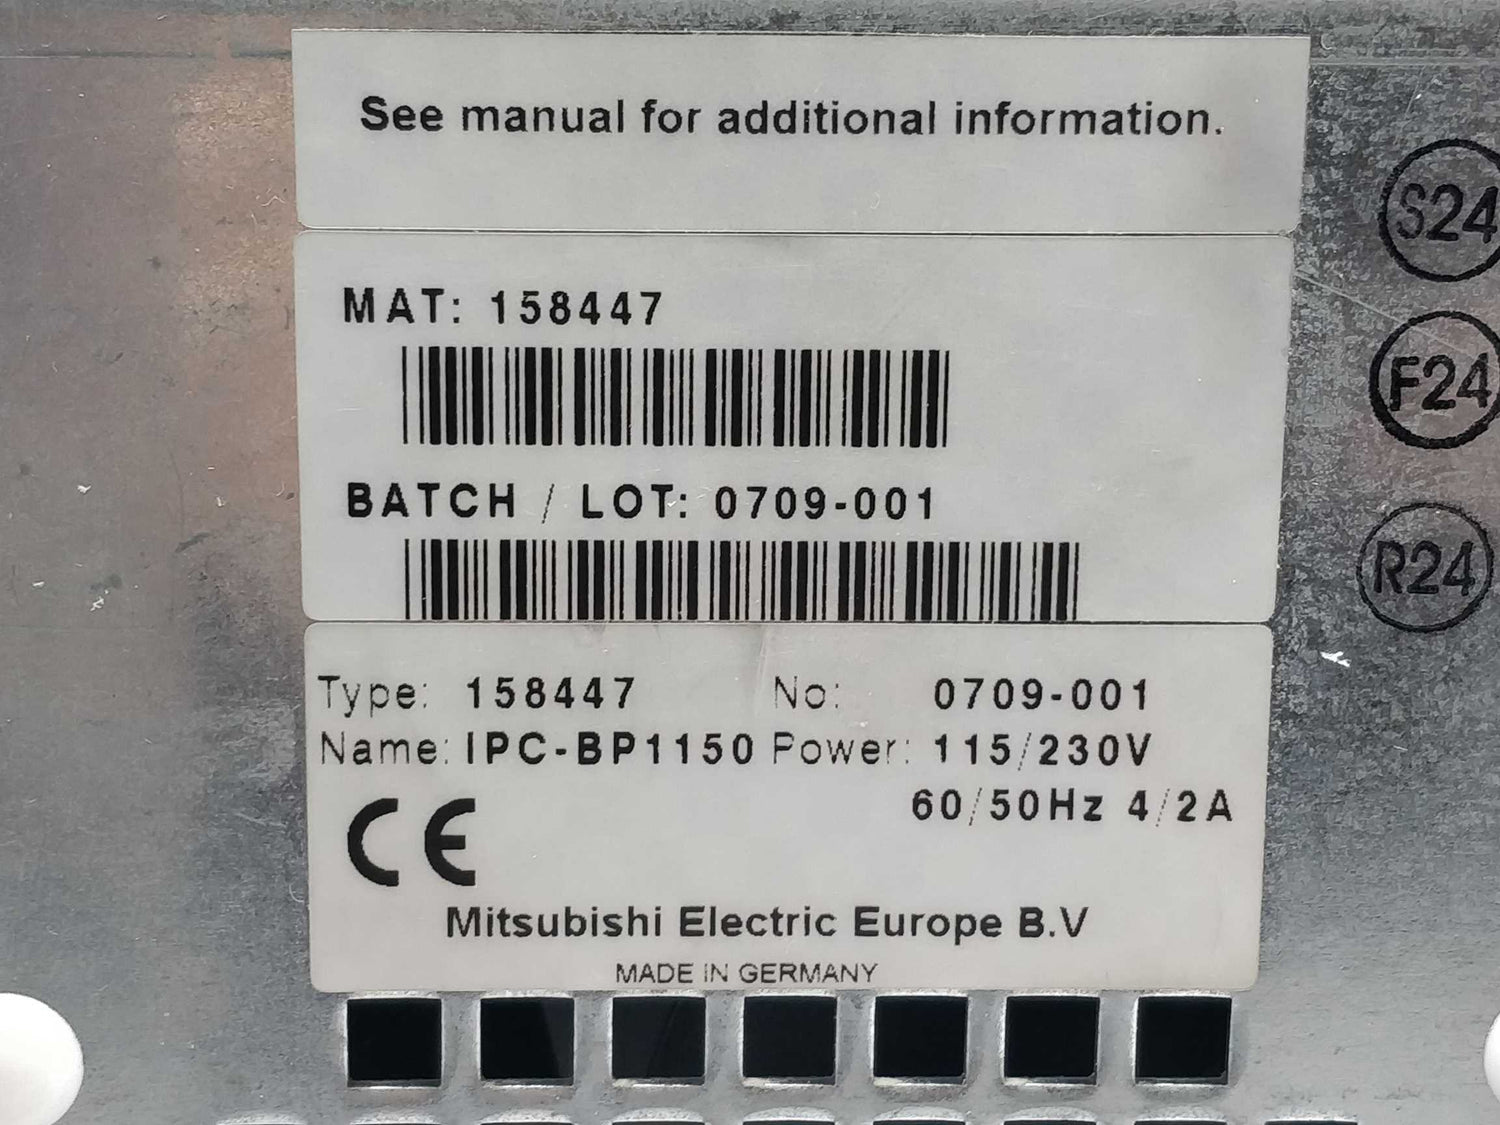 See manual for additional information.
MAT: 158447
BATCH / LOT: 0709-001
Type: 158447 No: 0709-001
Name: IPC-BP1150 Power: 115/230V
60/50Hz 4/2A
CE
Mitsubishi Electric Europe B.V
MADE IN GERMANY
S24
F24
R24